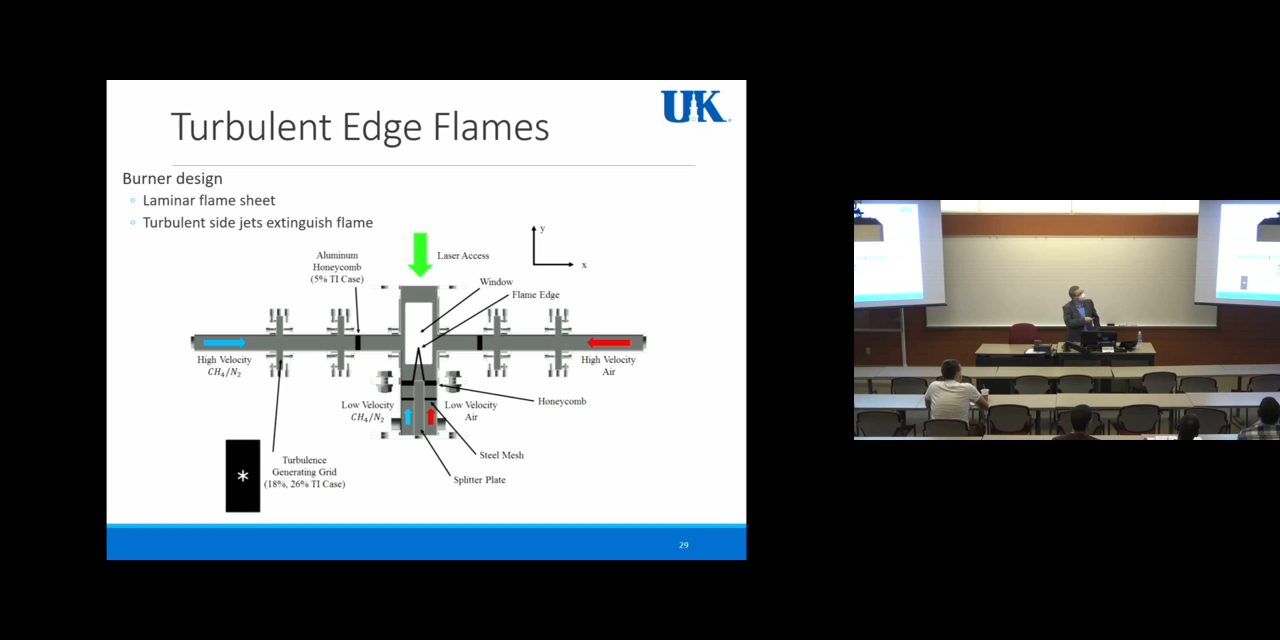 Turbulent Edge Flames
UK
Burner design
Laminar flame sheet
Turbulent side jets extinguish flame
y
x
Laser Access
Aluminum
Honeycomb
(5% TI Case)
Window
Flame Edge
High Velocity
CH₄/N₂
High Velocity
Air
Low Velocity
CH₄/N₂
Low Velocity
Air
Honeycomb
Steel Mesh
Splitter Plate
Turbulence
Generating Grid
(18%, 26% TI Case)
*
29